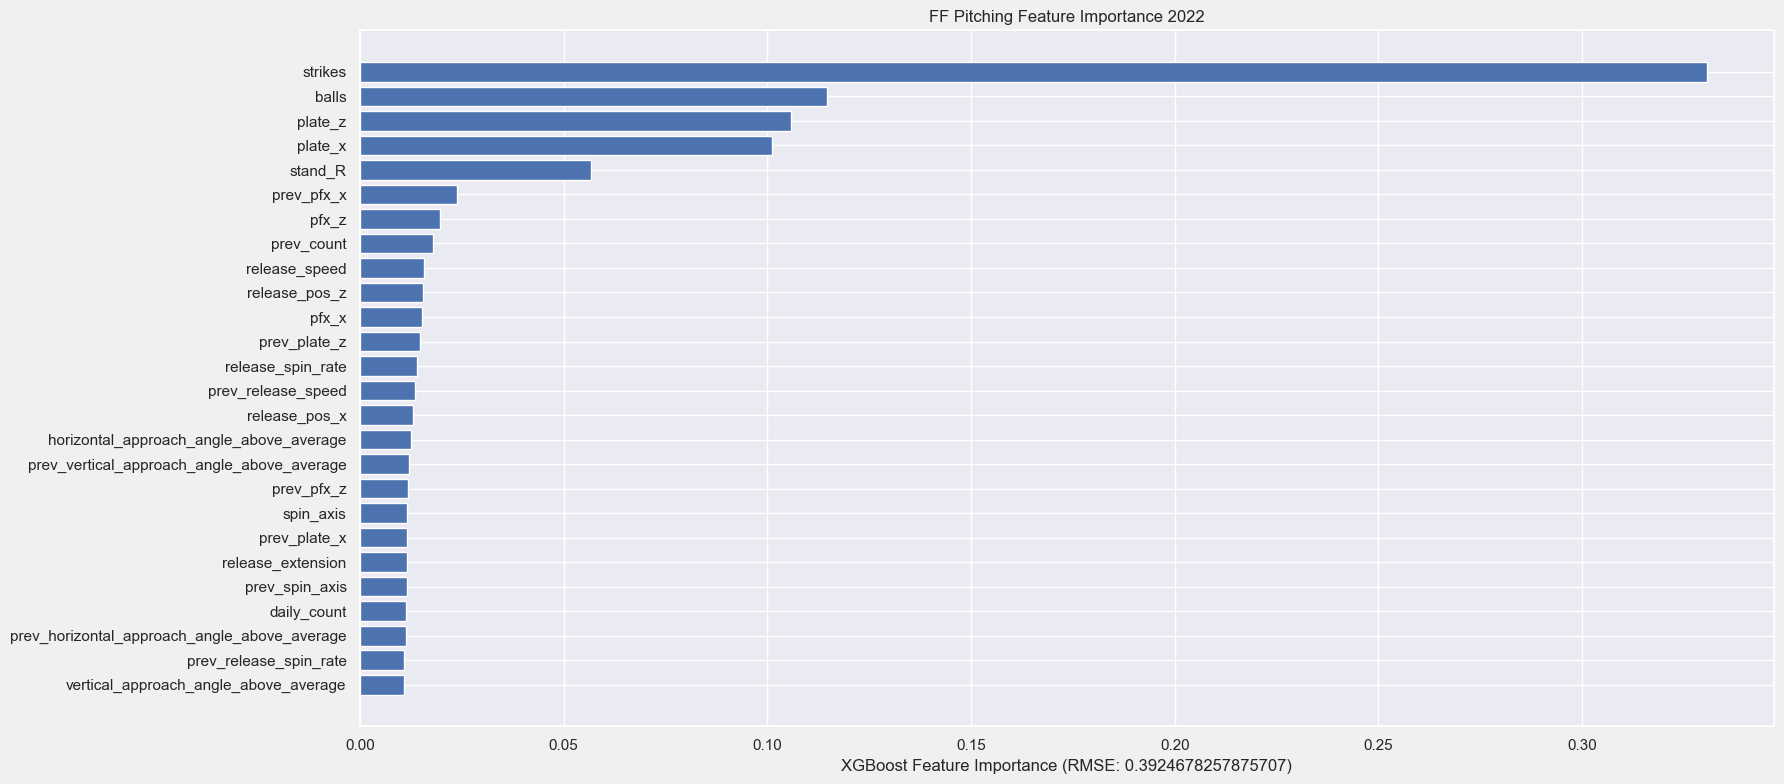 FF Pitching Feature Importance 2022
strikes
balls
plate_z
plate_x
stand_R
prev_pfx_x
pfx_z
prev_count
release_speed
release_pos_z
pfx_x
prev_plate_z
release_spin_rate
prev_release_speed
release_pos_x
horizontal_approach_angle_above_average
prev_vertical_approach_angle_above_average
prev_pfx_z
spin_axis
prev_plate_x
release_extension
prev_spin_axis
daily_count
prev_horizontal_approach_angle_above_average
prev_release_spin_rate
vertical_approach_angle_above_average
0.00 0.05 0.10 0.15 0.20 0.25 0.30
XGBoost Feature Importance (RMSE: 0.3924678257875707)